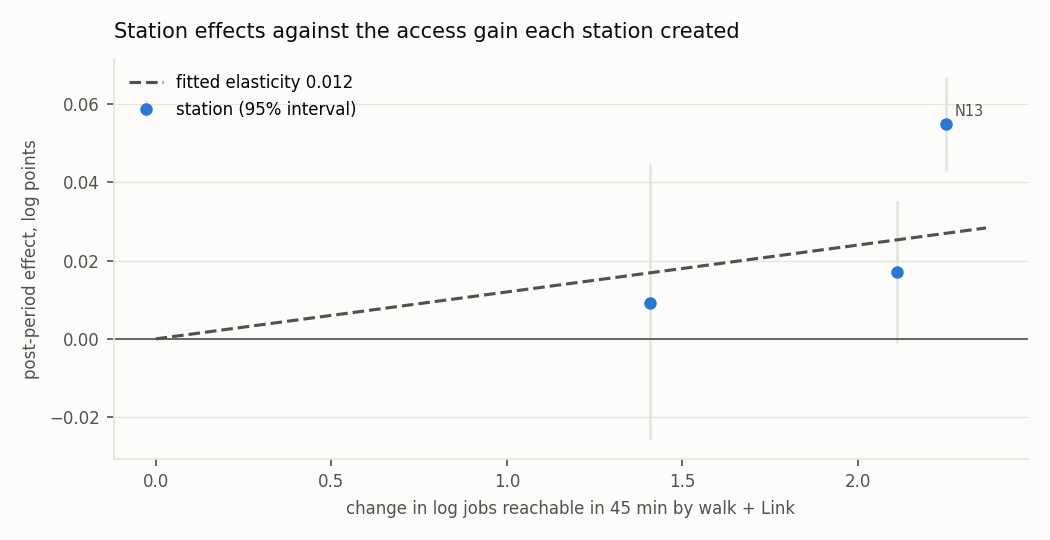 Station effects against the access gain each station created
fitted elasticity 0.012
station (95% interval)
N13
post-period effect, log points
0.06
0.04
0.02
0.00
−0.02
0.0
0.5
1.0
1.5
2.0
change in log jobs reachable in 45 min by walk + Link